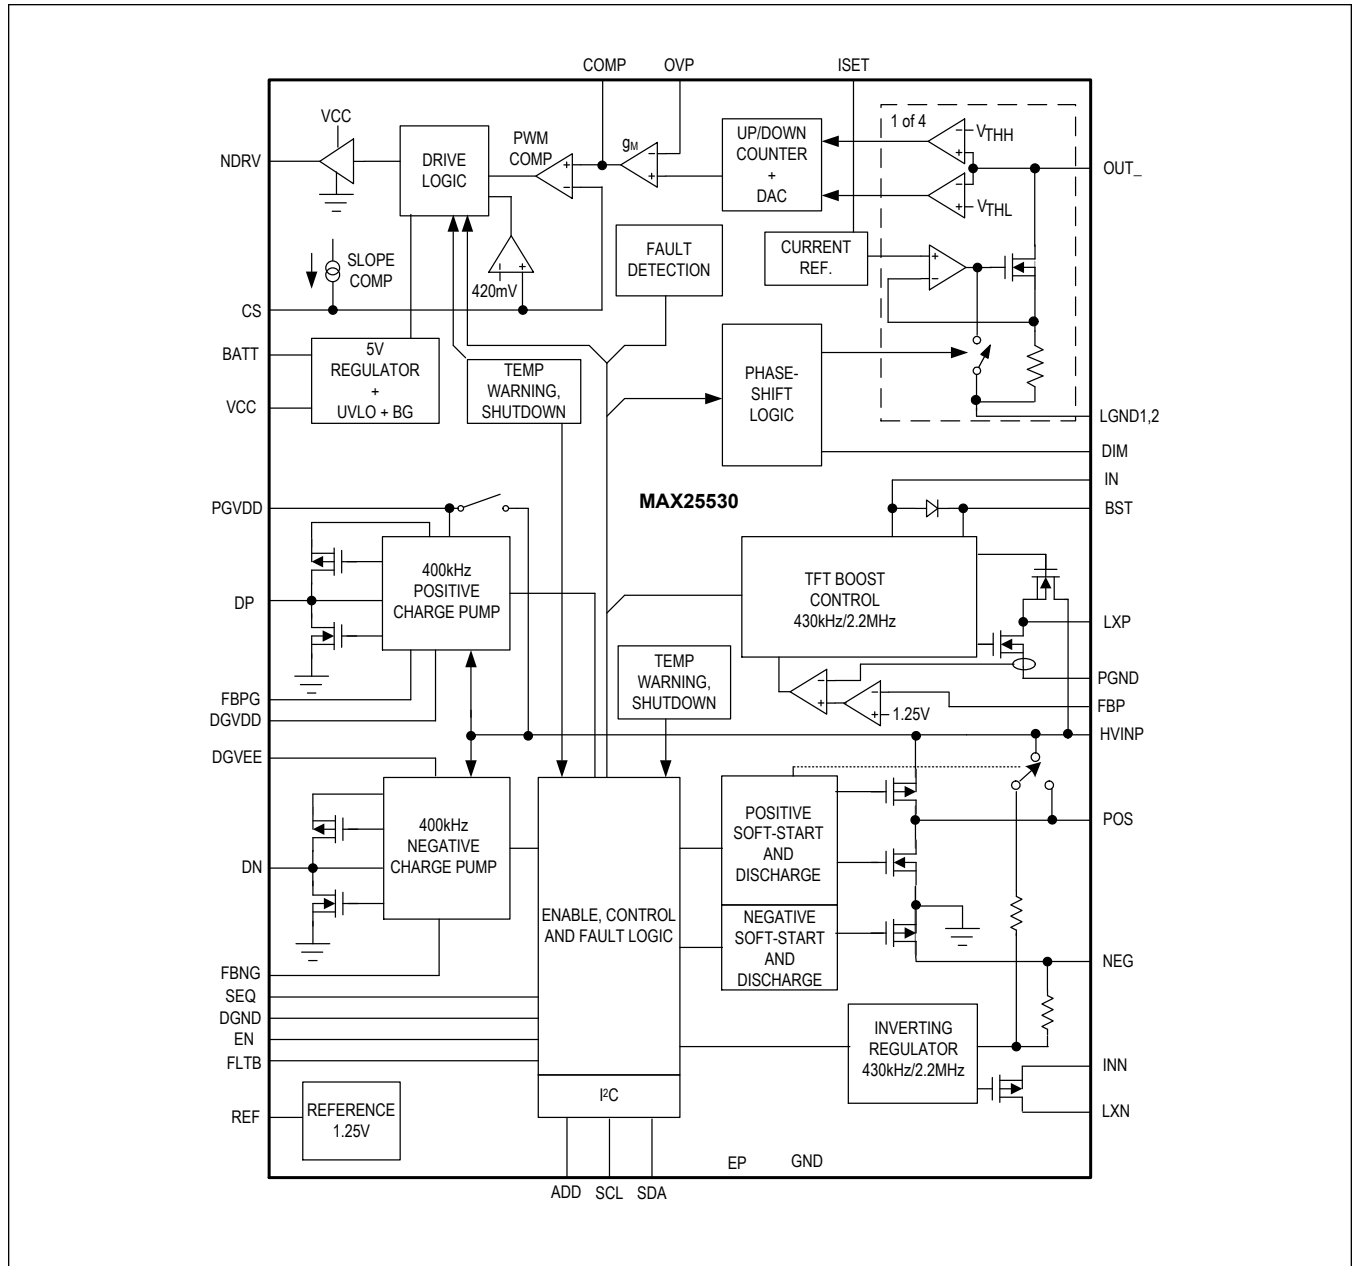 COMP OVP ISET
VCC
NDRV
DRIVE
LOGIC
PWM
COMP
+
−
gM
−
+
UP/DOWN
COUNTER
+
DAC
1 of 4
−
+
VTHH
OUT_
−
+
VTHL
SLOPE
COMP
−
+
420mV
CS
FAULT
DETECTION
CURRENT
REF.
+
−
BATT
VCC
5V
REGULATOR
+
UVLO + BG
TEMP
WARNING,
SHUTDOWN
PHASE-
SHIFT
LOGIC
LGND1,2
DIM
IN
BST
PGVDD
MAX25530
400kHz
POSITIVE
CHARGE PUMP
DP
TFT BOOST
CONTROL
430kHz/2.2MHz
LXP
PGND
FBP
HVINP
−
+
−
+
1.25V
TEMP
WARNING,
SHUTDOWN
FBPG
DGVDD
DGVEE
400kHz
NEGATIVE
CHARGE PUMP
DN
ENABLE, CONTROL
AND FAULT LOGIC
POSITIVE
SOFT-START
AND
DISCHARGE
NEGATIVE
SOFT-START
AND
DISCHARGE
POS
NEG
FBNG
SEQ
DGND
EN
FLTB
INVERTING
REGULATOR
430kHz/2.2MHz
INN
LXN
I²C
REF
REFERENCE
1.25V
EP GND
ADD SCL SDA